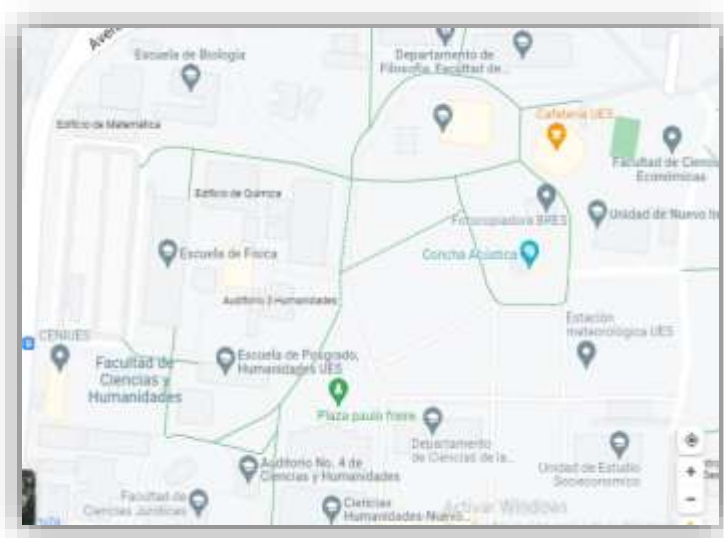 Aven
Escuela de Biología
Departamento de
Filosofía, Facultad de...
Cafetería UES
Edificio de Matemática
Facultad de Cienc
Económicas
Edificio de Química
Fotocopiadora BRES
Unidad de Nuevo In
Escuela de Física
Concha Acústica
Auditorio 3 Humanidades
Estación
meteorológica UES
CENIUES
Facultad de
Ciencias y
Humanidades
Escuela de Posgrado,
Humanidades UES
Plaza paulo freire
Departamento
de Ciencias de la...
Auditorio No. 4 de
Ciencias y Humanidades
Unidad de Estudio
Socioeconomico
Facultad de
Ciencias Jurídicas
Ciencias
Humanidades-Nuevo...
Activar Windows